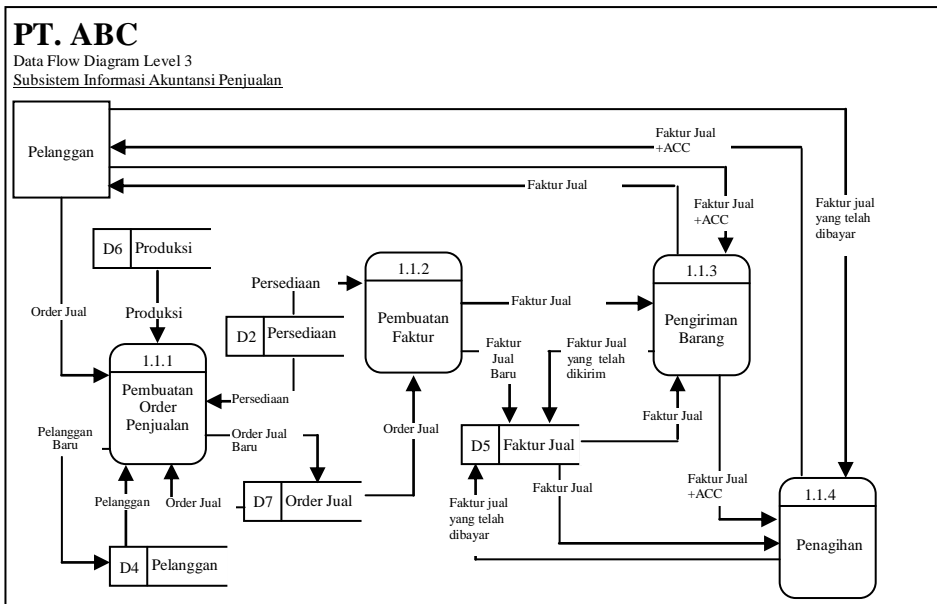 PT. ABC
Data Flow Diagram Level 3
Subsistem Informasi Akuntansi Penjualan
Pelanggan
Faktur Jual
+ACC
Faktur Jual
Faktur Jual
+ACC
Faktur jual
yang telah
dibayar
D6
Produksi
Order Jual
Produksi
Persediaan
D2
Persediaan
1.1.2
Pembuatan
Faktur
Faktur Jual
1.1.3
Pengiriman
Barang
1.1.1
Pembuatan
Order
Penjualan
Persediaan
Faktur
Jual
Baru
Faktur Jual
yang telah
dikirim
Faktur Jual
Pelanggan
Baru
Order Jual
Baru
Order Jual
D5
Faktur Jual
Pelanggan
Order Jual
D7
Order Jual
Faktur jual
yang telah
dibayar
Faktur Jual
Faktur Jual
+ACC
1.1.4
Penagihan
D4
Pelanggan